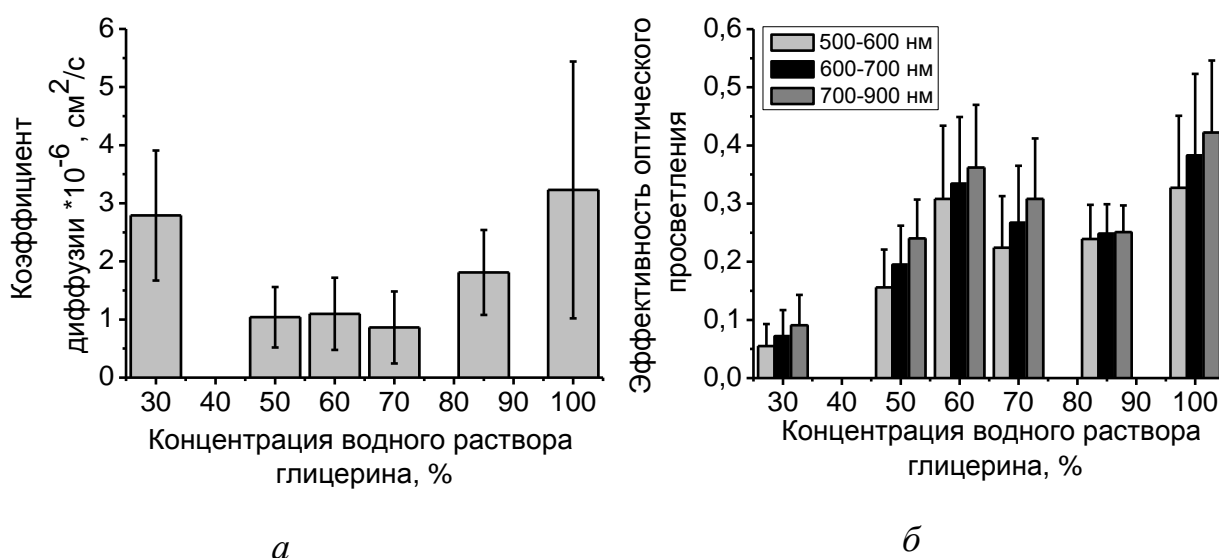 Коэффициент
диффузии *10⁻⁶, см²/с
6
5
4
3
2
1
0
30 40 50 60 70 80 90 100
Концентрация водного раствора
глицерина, %
а
Эффективность оптического
просветления
0,6
0,5
0,4
0,3
0,2
0,1
0,0
500-600 нм
600-700 нм
700-900 нм
30 40 50 60 70 80 90 100
Концентрация водного раствора
глицерина, %
б